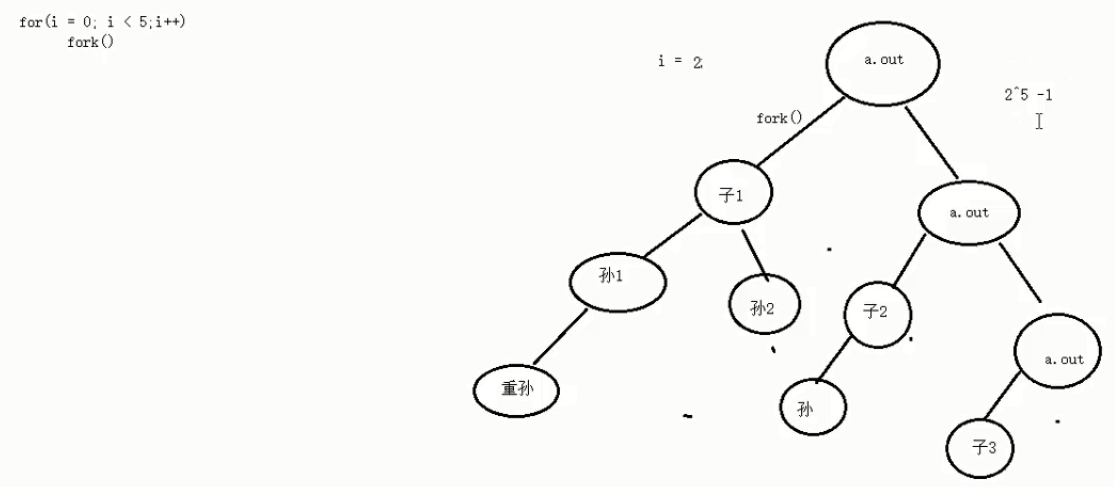 for(i = 0; i < 5;i++)
fork()
i = 2
a.out
2^5 -1
fork()
子1
a.out
孙1
孙2
子2
a.out
重孙
孙
子3